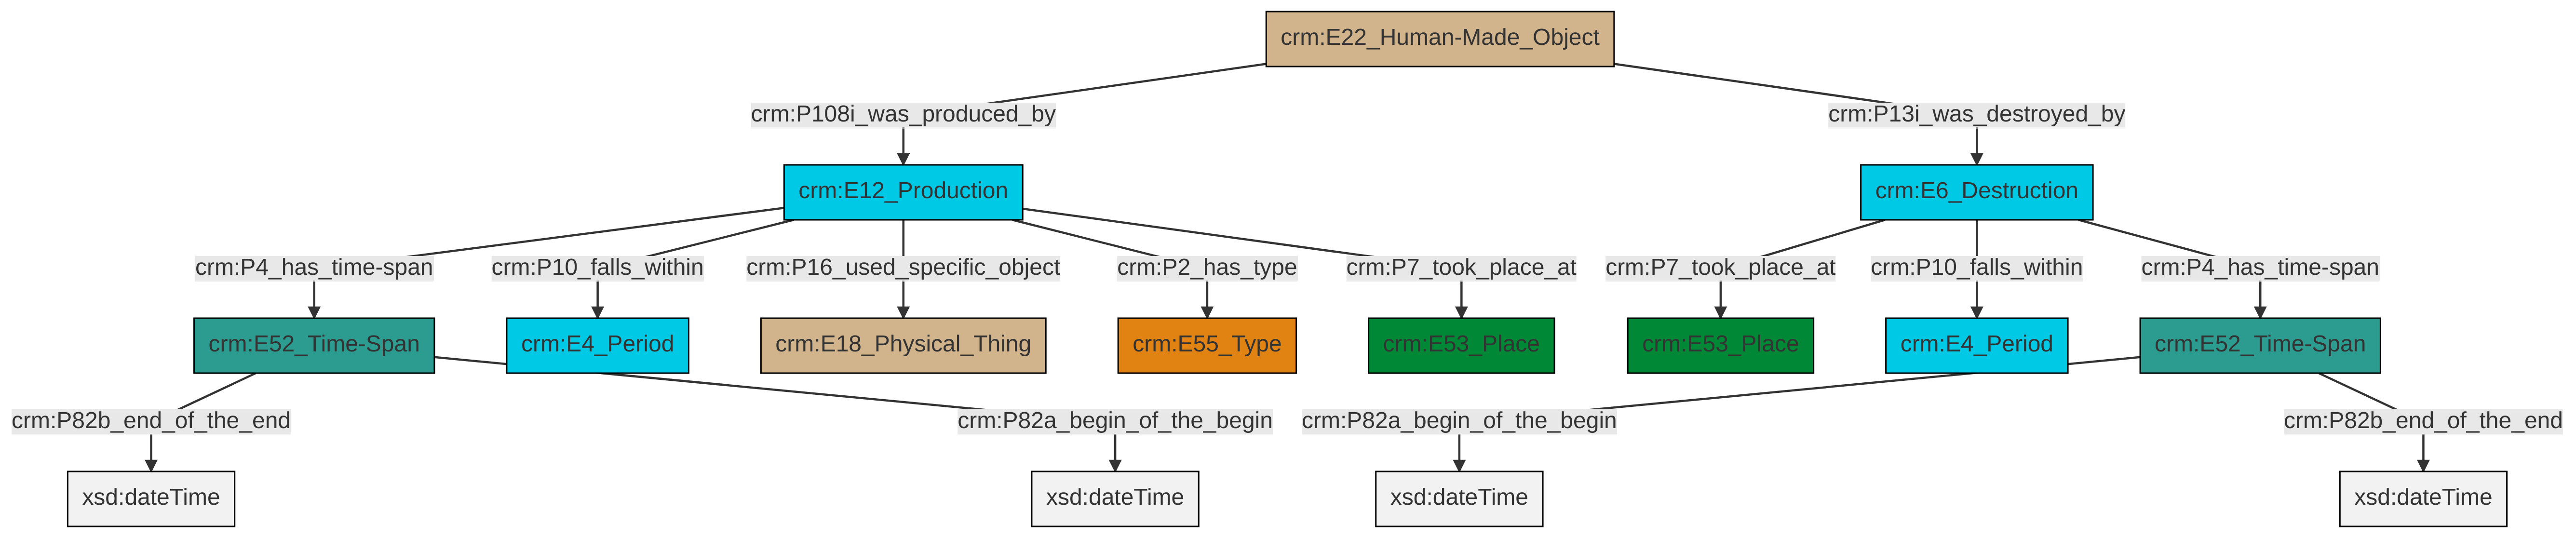 crm:E22_Human-Made_Object
crm:P108i_was_produced_by
crm:P13i_was_destroyed_by
crm:E12_Production
crm:E6_Destruction
crm:P4_has_time-span
crm:P10_falls_within
crm:P16_used_specific_object
crm:P2_has_type
crm:P7_took_place_at
crm:P7_took_place_at
crm:P10_falls_within
crm:P4_has_time-span
crm:E52_Time-Span
crm:E4_Period
crm:E18_Physical_Thing
crm:E55_Type
crm:E53_Place
crm:E53_Place
crm:E4_Period
crm:E52_Time-Span
crm:P82b_end_of_the_end
crm:P82a_begin_of_the_begin
crm:P82a_begin_of_the_begin
crm:P82b_end_of_the_end
xsd:dateTime
xsd:dateTime
xsd:dateTime
xsd:dateTime